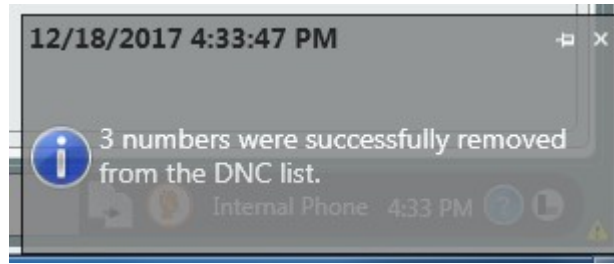 12/18/2017 4:33:47 PM
3 numbers were successfully removed
from the DNC list.
Internal Phone 4:33 PM